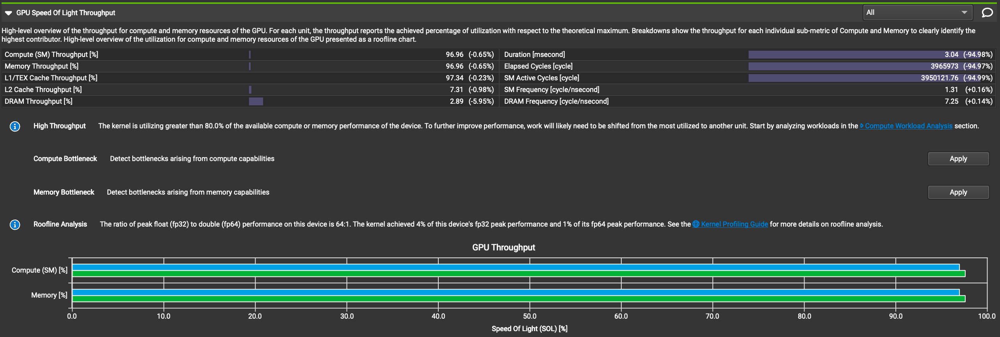 GPU Speed Of Light Throughput
All
High-level overview of the throughput for compute and memory resources of the GPU. For each unit, the throughput reports the achieved percentage of utilization with respect to the theoretical maximum. Breakdowns show the throughput for each individual sub-metric of Compute and Memory to clearly identify the
highest contributor. High-level overview of the utilization for compute and memory resources of the GPU presented as a roofline chart.
Compute (SM) Throughput [%] 96.96 (-0.65%) Duration [msecond] 3.04 (-94.98%)
Memory Throughput [%] 96.96 (-0.65%) Elapsed Cycles [cycle] 3965973 (-94.97%)
L1/TEX Cache Throughput [%] 97.34 (-0.23%) SM Active Cycles [cycle] 3950121.76 (-94.99%)
L2 Cache Throughput [%] 7.31 (-0.98%) SM Frequency [cycle/nsecond] 1.31 (+0.16%)
DRAM Throughput [%] 2.89 (-5.95%) DRAM Frequency [cycle/nsecond] 7.25 (+0.14%)
High Throughput The kernel is utilizing greater than 80.0% of the available compute or memory performance of the device. To further improve performance, work will likely need to be shifted from the most utilized to another unit. Start by analyzing workloads in the Compute Workload Analysis section.
Compute Bottleneck Detect bottlenecks arising from compute capabilities Apply
Memory Bottleneck Detect bottlenecks arising from memory capabilities Apply
Roofline Analysis The ratio of peak float (fp32) to double (fp64) performance on this device is 64:1. The kernel achieved 4% of this device's fp32 peak performance and 1% of its fp64 peak performance. See the Kernel Profiling Guide for more details on roofline analysis.
GPU Throughput
Compute (SM) [%]
Memory [%]
0.0 10.0 20.0 30.0 40.0 50.0 60.0 70.0 80.0 90.0 100.0
Speed Of Light (SOL) [%]